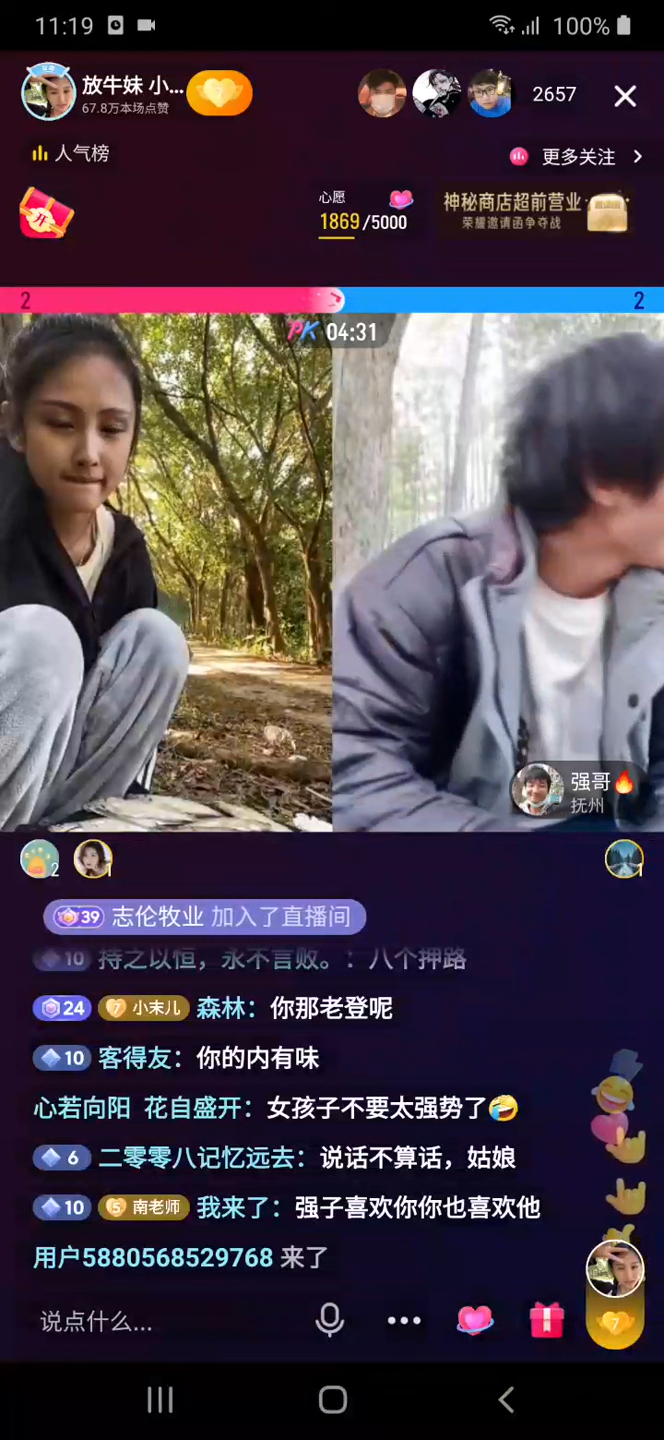 11:19
100%
放牛妹 小...
67.8万本场点赞
7
2657
人气榜
更多关注
开
心愿
1869/5000
神秘商店超前营业
荣耀邀请函争夺战
2
2
PK 04:31
强哥🔥
抚州
2
1
1
39 志伦牧业 加入了直播间
10 持之以恒，永不言败。：八个押路
24 7 小末儿 森林：你那老登呢
10 客得友：你的内有味
心若向阳 花自盛开：女孩子不要太强势了🤣
6 二零零八记忆远去：说话不算话，姑娘
10 5 南老师 我来了：强子喜欢你你也喜欢他
用户5880568529768 来了
说点什么...
7